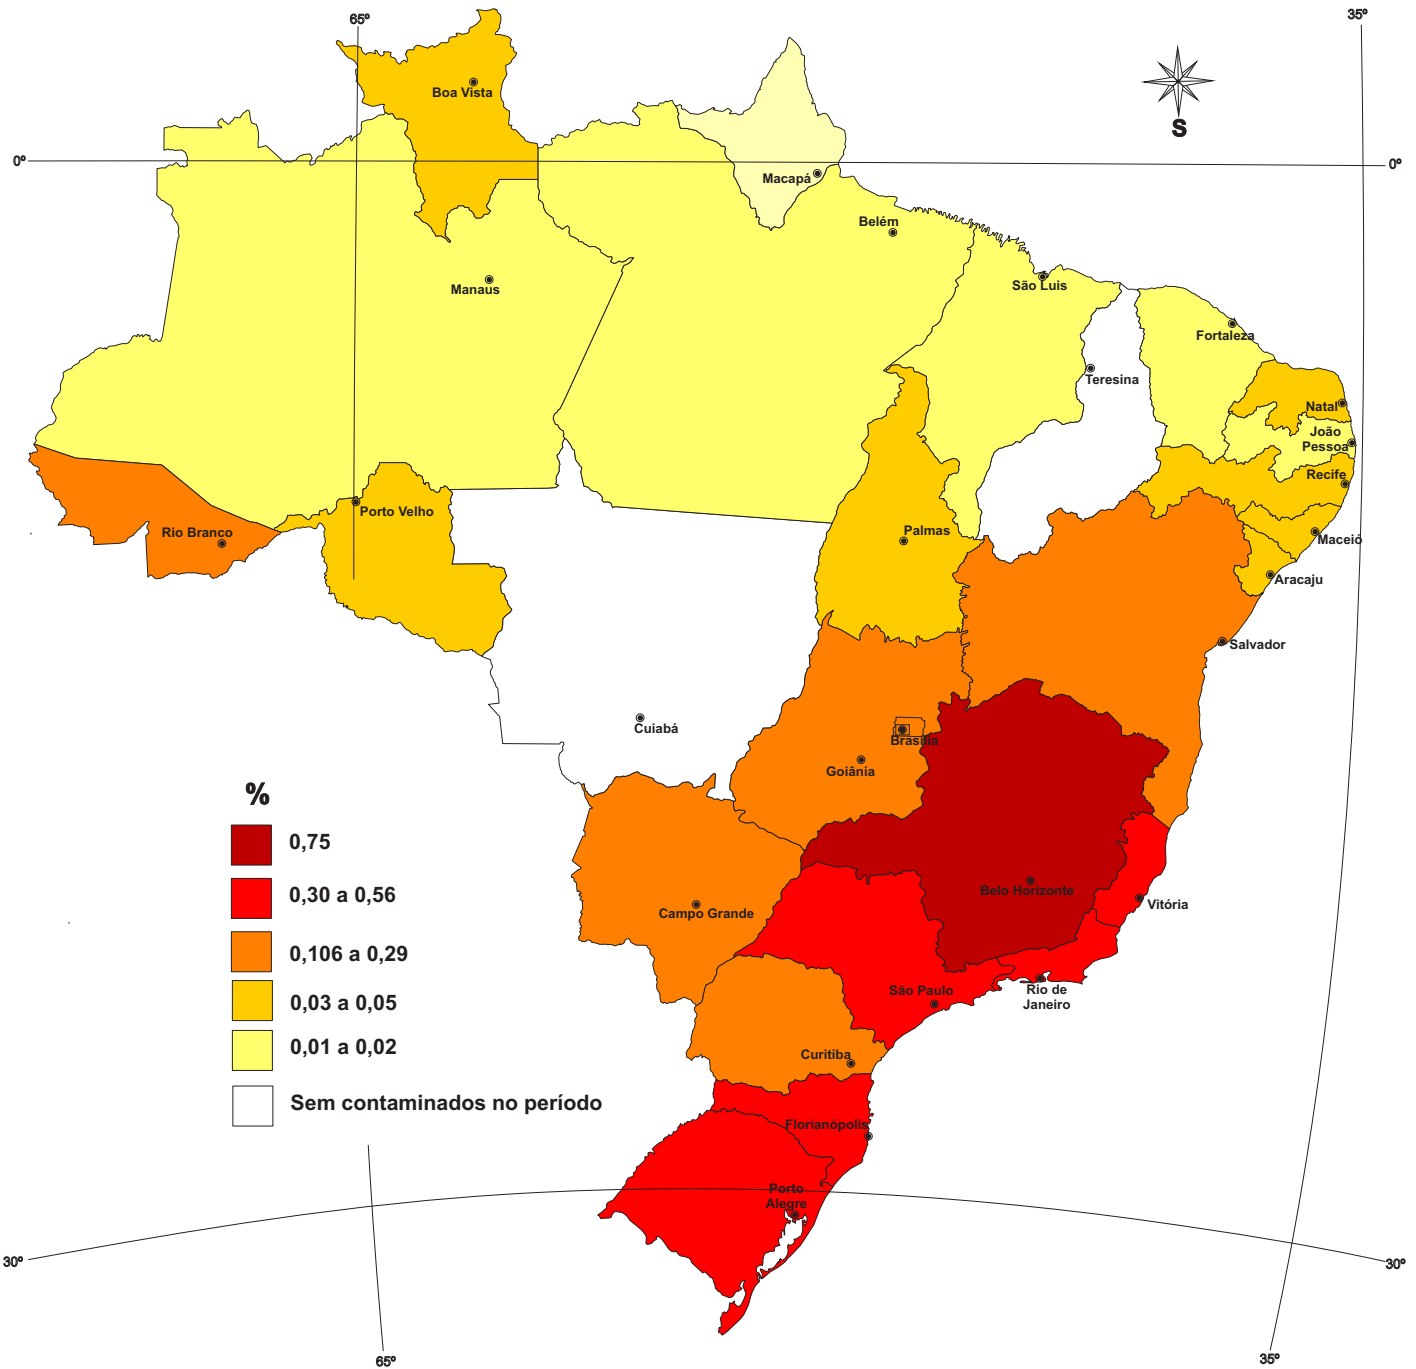 65º
35º
Boa Vista
S
0º
0º
Macapá
Belém
Manaus
São Luis
Fortaleza
Teresina
Natal
João
Pessoa
Recife
Porto Velho
Rio Branco
Palmas
Maceió
Aracaju
Salvador
Cuiabá
Brasília
Goiânia
%
0,75
0,30 a 0,56
0,106 a 0,29
0,03 a 0,05
0,01 a 0,02
Sem contaminados no período
Belo Horizonte
Campo Grande
Vitória
São Paulo
Rio de
Janeiro
Curitiba
Florianópolis
Porto
Alegre
30º
30º
65º
35º